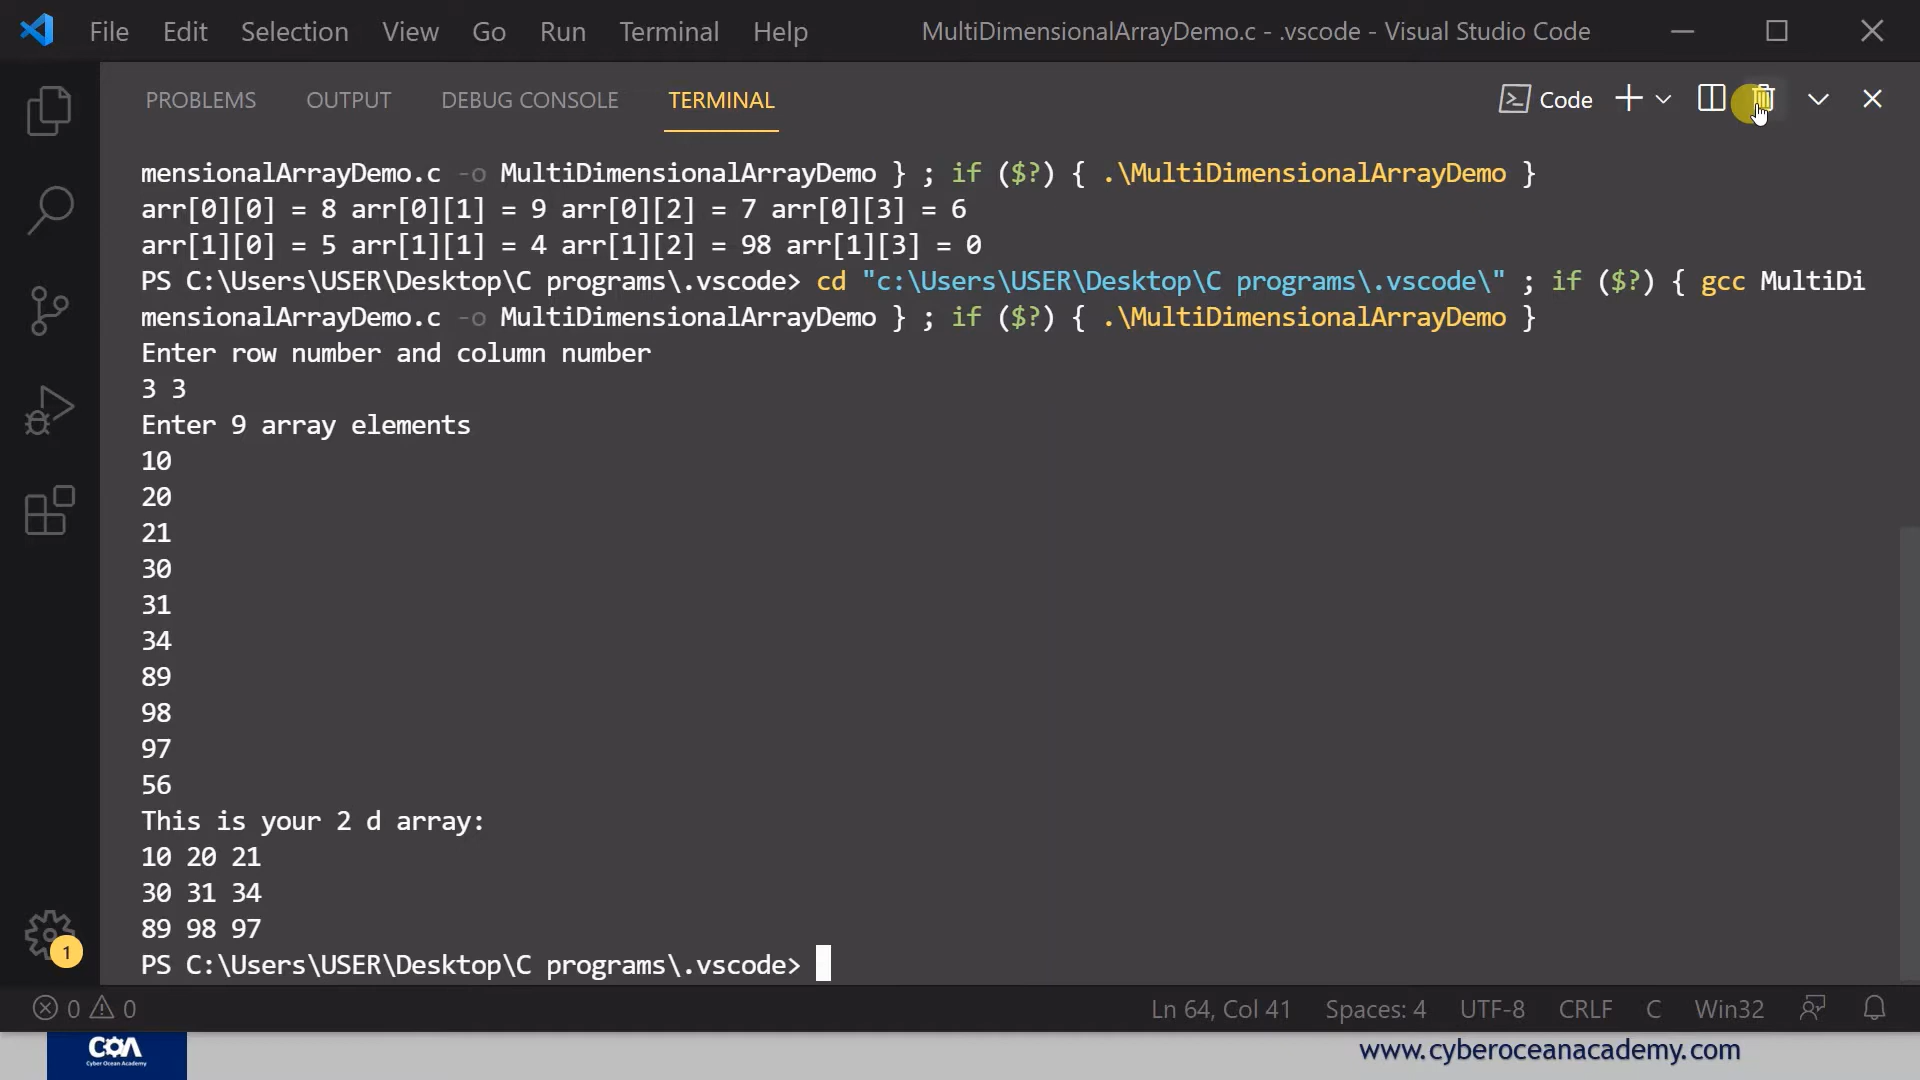 File Edit Selection View Go Run Terminal Help MultiDimensionalArrayDemo.c - .vscode - Visual Studio Code
PROBLEMS OUTPUT DEBUG CONSOLE TERMINAL Code
mensionalArrayDemo.c -o MultiDimensionalArrayDemo } ; if ($?) { .\MultiDimensionalArrayDemo }
arr[0][0] = 8 arr[0][1] = 9 arr[0][2] = 7 arr[0][3] = 6
arr[1][0] = 5 arr[1][1] = 4 arr[1][2] = 98 arr[1][3] = 0
PS C:\Users\USER\Desktop\C programs\.vscode> cd "c:\Users\USER\Desktop\C programs\.vscode\" ; if ($?) { gcc MultiDi
mensionalArrayDemo.c -o MultiDimensionalArrayDemo } ; if ($?) { .\MultiDimensionalArrayDemo }
Enter row number and column number
3 3
Enter 9 array elements
10
20
21
30
31
34
89
98
97
56
This is your 2 d array:
10 20 21
30 31 34
89 98 97
PS C:\Users\USER\Desktop\C programs\.vscode>
1
0 0 Ln 64, Col 41 Spaces: 4 UTF-8 CRLF C Win32
COA
Cyber Ocean Academy
www.cyberoceanacademy.com